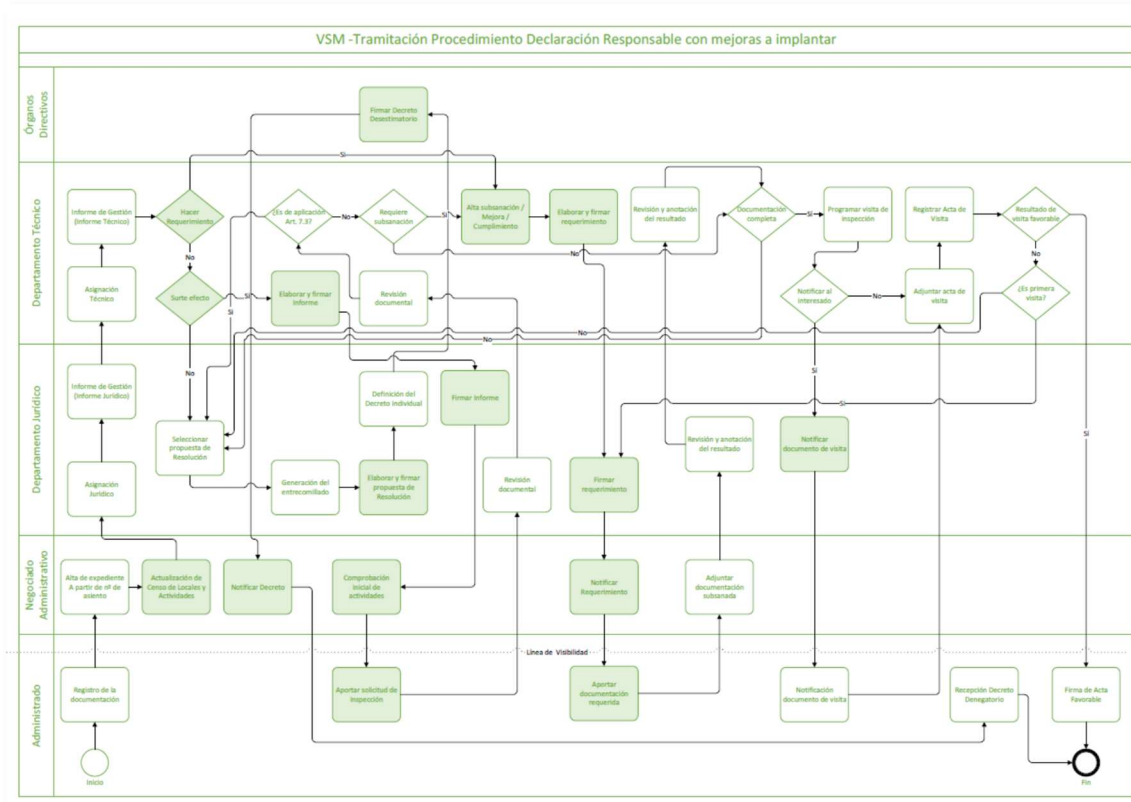 VSM -Tramitación Procedimiento Declaración Responsable con mejoras a implantar
Órganos
Directivos
Firmar Decreto
Desestimatorio
Sí
Departamento Técnico
Informe de Gestión
(Informe Técnico)
Hacer
Requerimiento
¿Es de aplicación
Art. 7.3?
No
Requiere
subsanación
Sí
Alta subsanación /
Mejora /
Cumplimiento
Elaborar y firmar
requerimiento
Revisión y anotación
del resultado
Documentación
completa
Sí
Programar visita de
inspección
Registrar Acta de
Visita
Resultado de
visita favorable
No
No
No
Asignación
Técnico
Surte efecto
Sí
Sí
Elaborar y firmar
Informe
Revisión
documental
Notificar al
interesado
No
Adjuntar acta de
visita
¿Es primera
visita?
No
No
Departamento Jurídico
Informe de Gestión
(Informe Jurídico)
No
Definición del
Decreto individual
Firmar Informe
Sí
Sí
Seleccionar
propuesta de
Resolución
Revisión y anotación
del resultado
Notificar
documento de visita
Sí
Asignación
Jurídico
Generación del
entrecomillado
Elaborar y firmar
propuesta de
Resolución
Revisión
documental
Firmar
requerimiento
Negociado
Administrativo
Alta de expediente
A partir de nº de
asiento
Actualización de
Censo de Locales y
Actividades
Notificar Decreto
Comprobación
inicial de
actividades
Notificar
Requerimiento
Adjuntar
documentación
subsanada
Línea de Visibilidad
Administrado
Registro de la
documentación
Aportar solicitud de
inspección
Aportar
documentación
requerida
Notificación
documento de visita
Recepción Decreto
Denegatorio
Firma de Acta
Favorable
Inicio
Fin